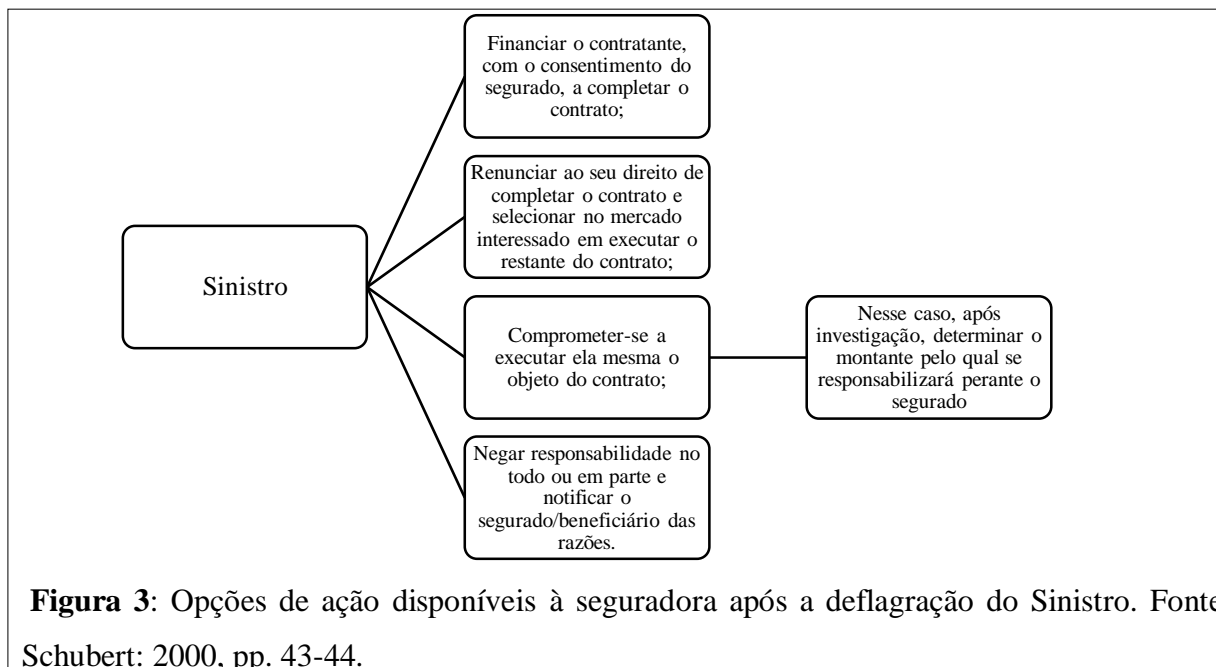 Financiar o contratante,
com o consentimento do
segurado, a completar o
contrato;
Renunciar ao seu direito de
completar o contrato e
selecionar no mercado
interessado em executar o
restante do contrato;
Sinistro
Comprometer-se a
executar ela mesma o
objeto do contrato;
Nesse caso, após
investigação, determinar o
montante pelo qual se
responsabilizará perante o
segurado
Negar responsabilidade no
todo ou em parte e
notificar o
segurado/beneficiário das
razões.
Figura 3: Opções de ação disponíveis à seguradora após a deflagração do Sinistro. Fonte
Schubert: 2000, pp. 43-44.